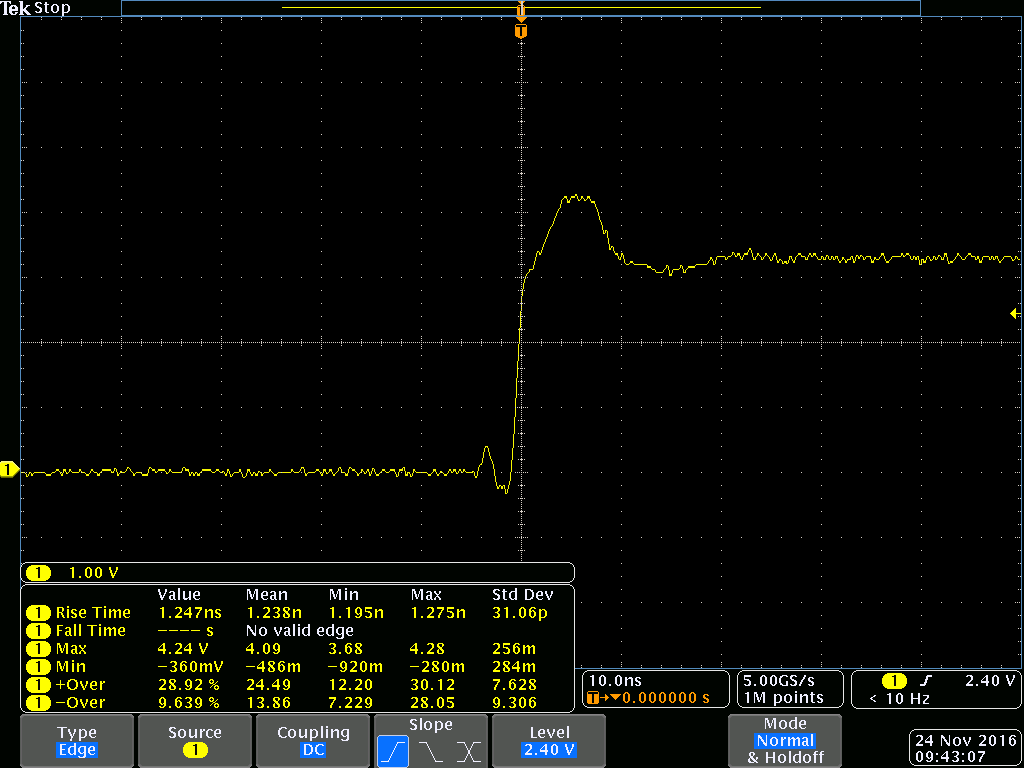 Tek Stop
T
T
1
1 1.00 V
Value Mean Min Max Std Dev
1 Rise Time 1.247ns 1.238n 1.195n 1.275n 31.06p
1 Fall Time −−−− s No valid edge
1 Max 4.24 V 4.09 3.68 4.28 256m
1 Min −360mV −486m −920m −280m 284m
1 +Over 28.92 % 24.49 12.20 30.12 7.628
1 −Over 9.639 % 13.86 7.229 28.05 9.306
10.0ns
T→▼0.000000 s
5.00GS/s
1M points
1 2.40 V
< 10 Hz
Type
Edge
Source
1
Coupling
DC
Slope
Level
2.40 V
Mode
Normal
& Holdoff
24 Nov 2016
09:43:07